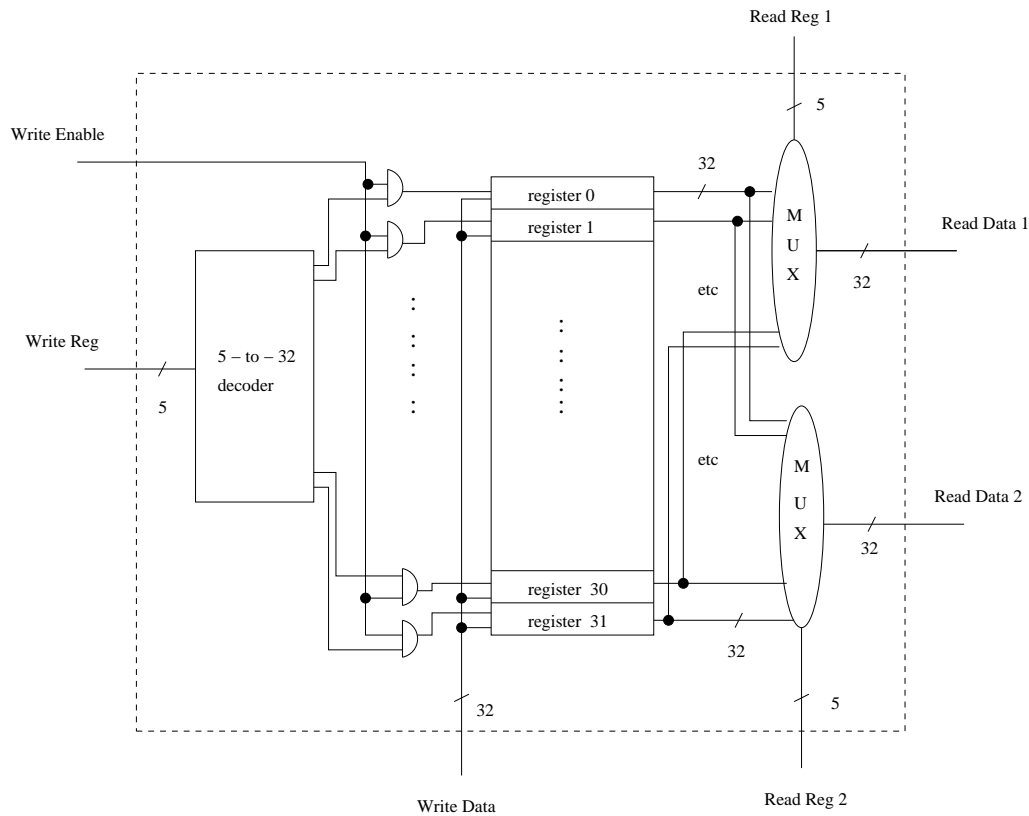 Read Reg 1
5
Write Enable
32
register 0
register 1
M
U
X
Read Data 1
32
etc
Write Reg
5
5 – to – 32
decoder
etc
M
U
X
Read Data 2
32
register 30
register 31
32
32
5
Write Data
Read Reg 2